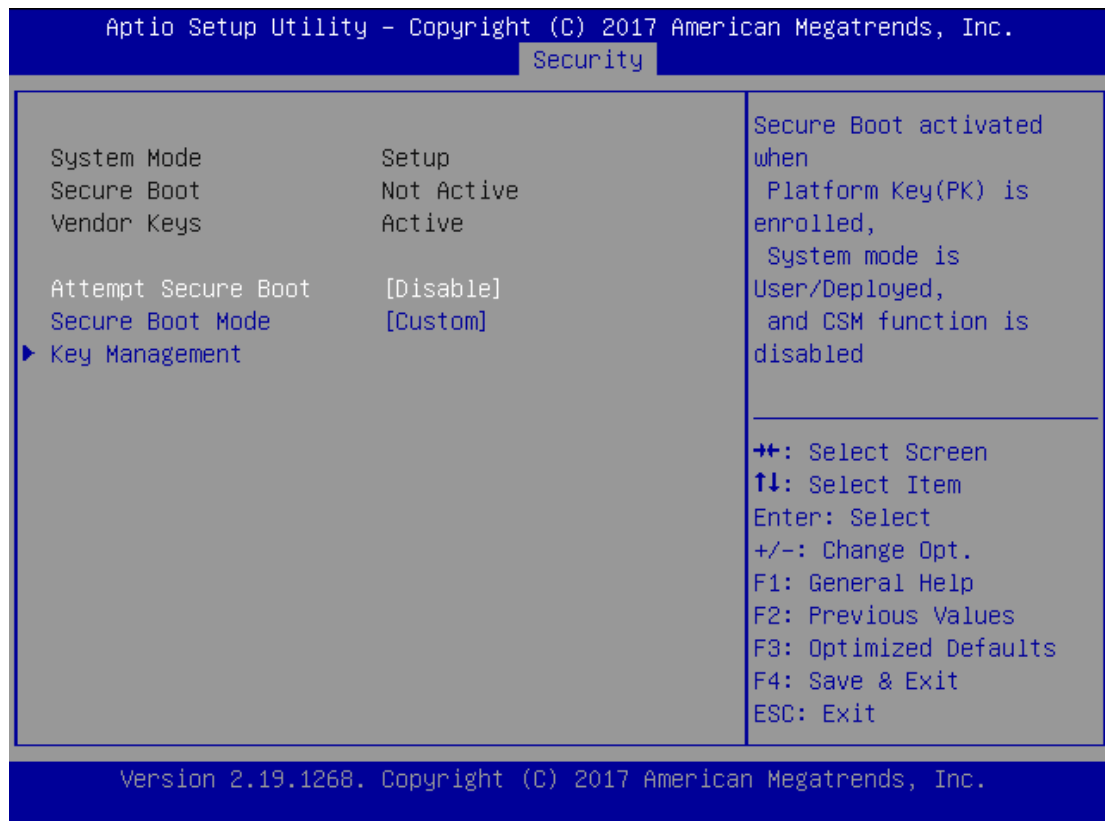 Aptio Setup Utility – Copyright (C) 2017 American Megatrends, Inc.
Security
System Mode Setup
Secure Boot Not Active
Vendor Keys Active
Attempt Secure Boot [Disable]
Secure Boot Mode [Custom]
Key Management
Secure Boot activated
when
Platform Key(PK) is
enrolled,
System mode is
User/Deployed,
and CSM function is
disabled
→←: Select Screen
↑↓: Select Item
Enter: Select
+/-: Change Opt.
F1: General Help
F2: Previous Values
F3: Optimized Defaults
F4: Save & Exit
ESC: Exit
Version 2.19.1268. Copyright (C) 2017 American Megatrends, Inc.